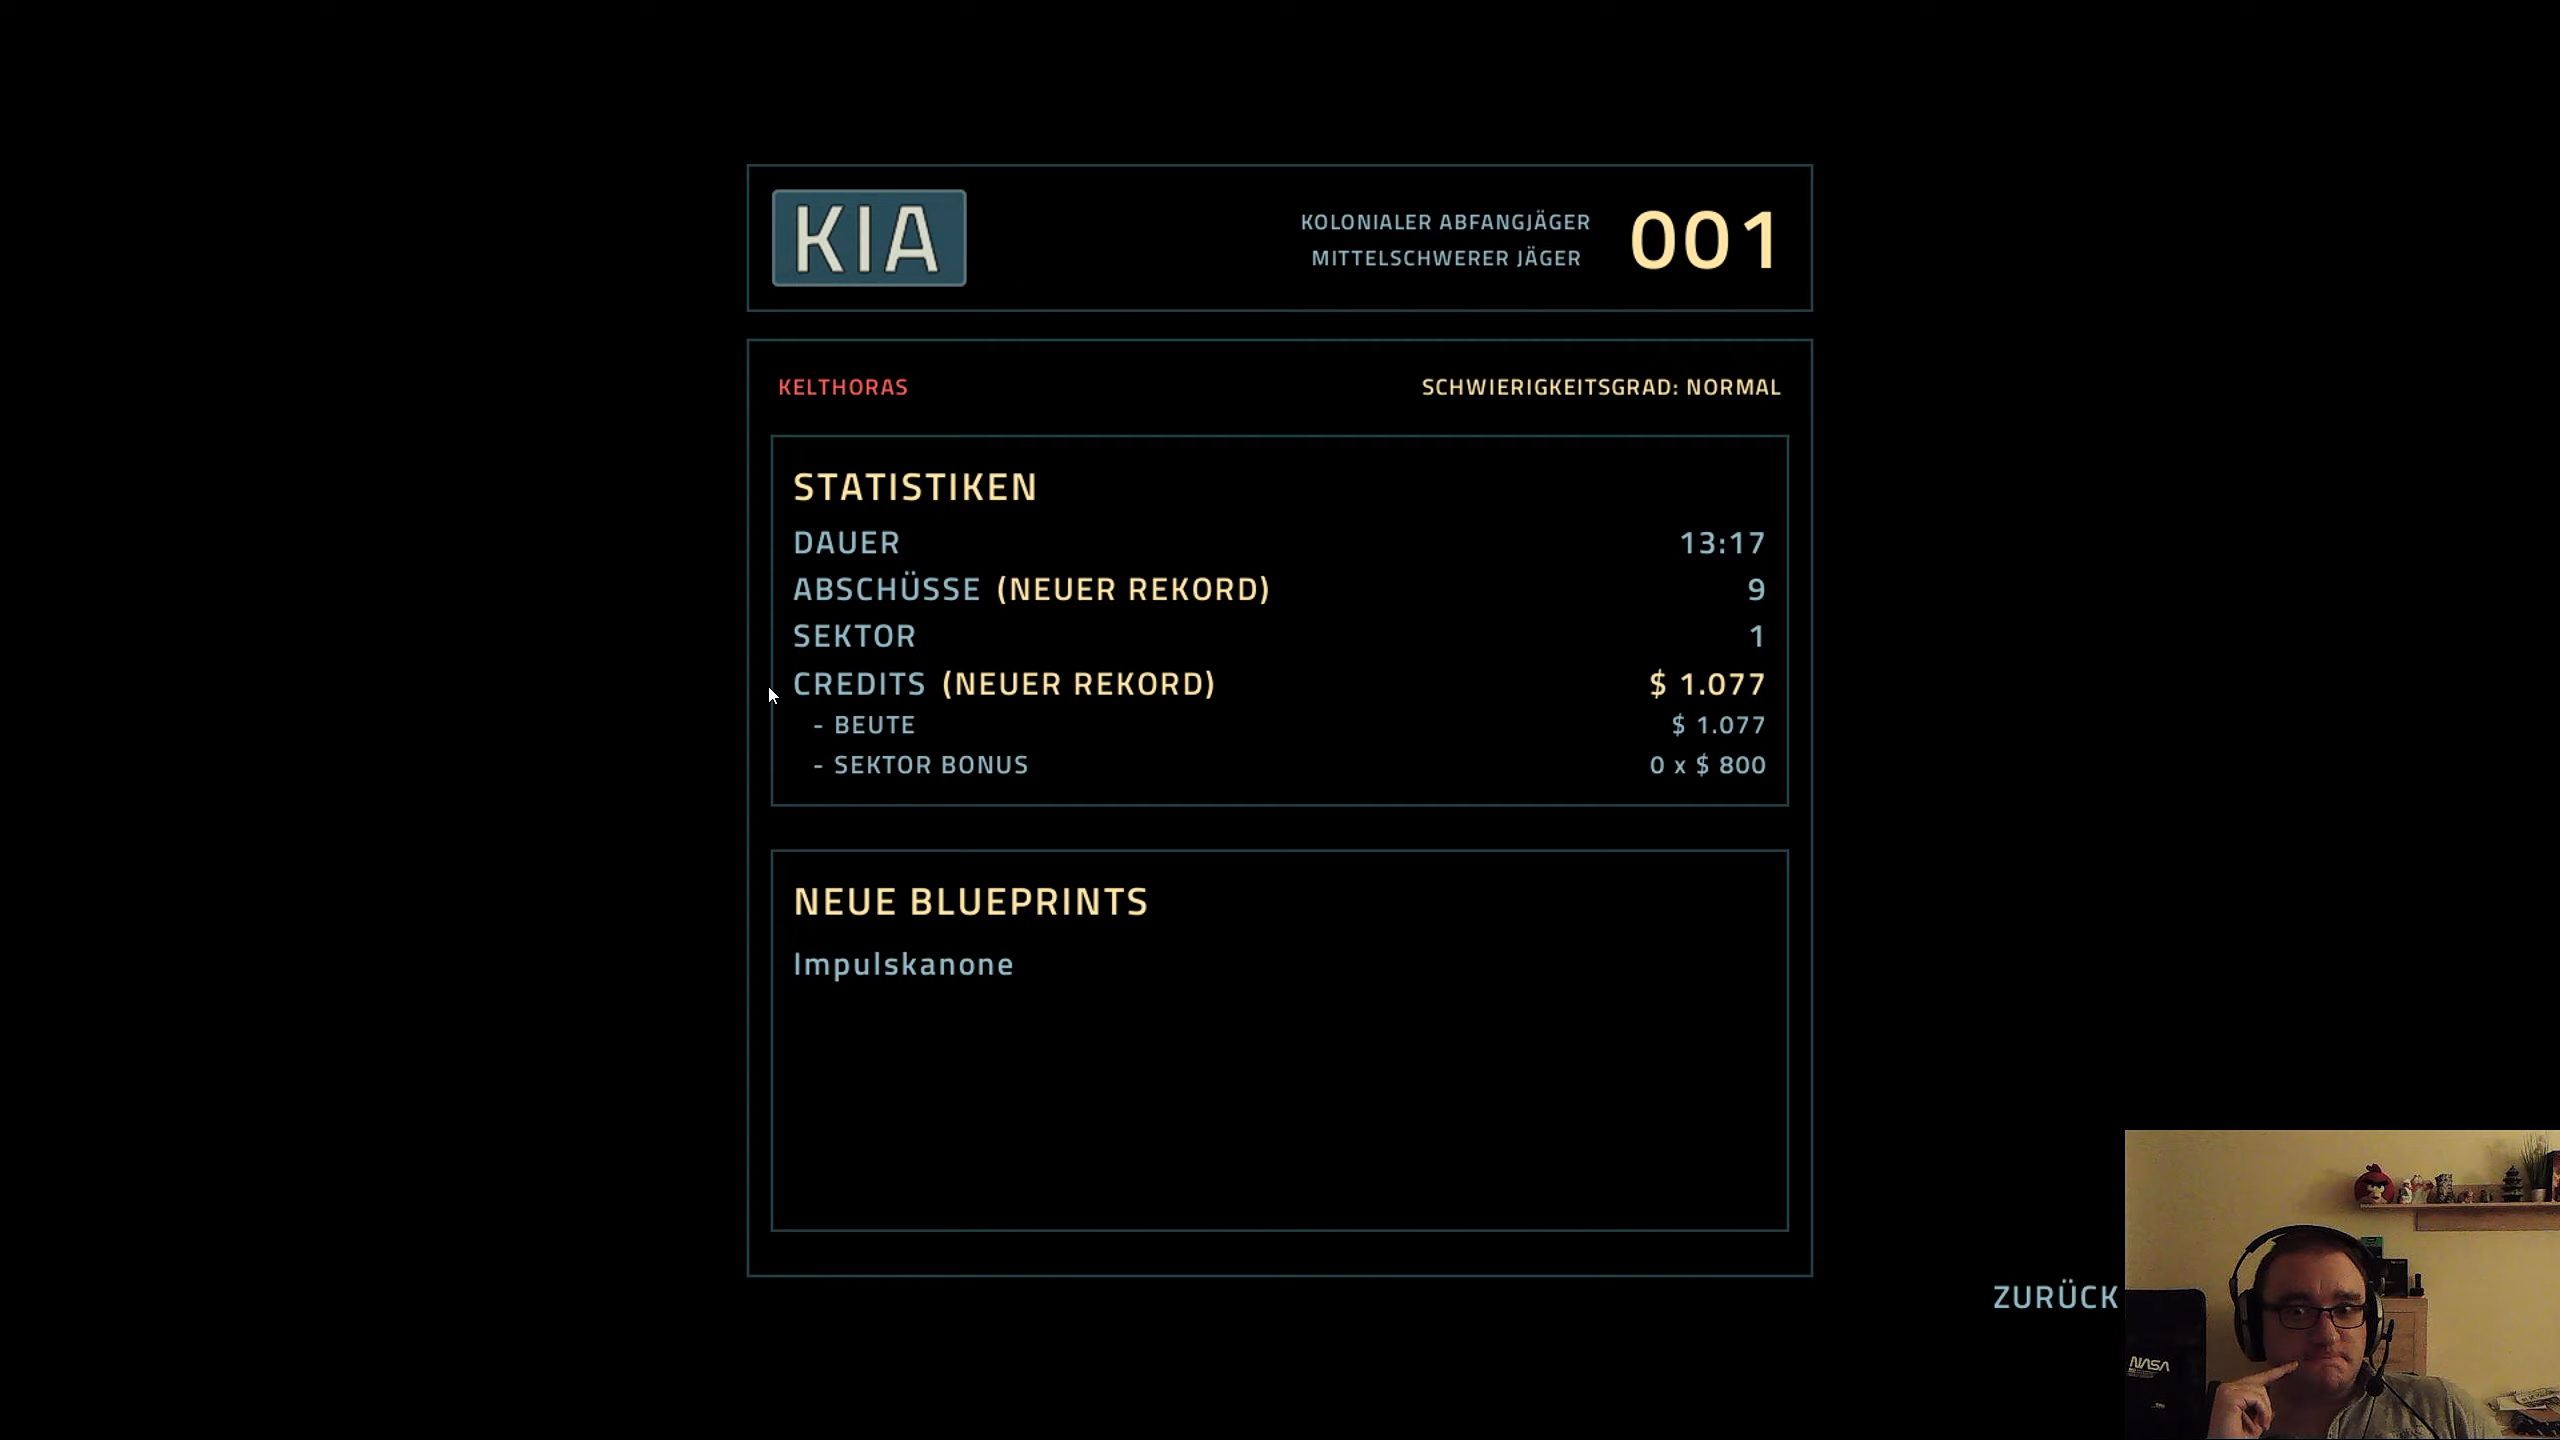 KIA
KOLONIALER ABFANGJÄGER
MITTELSCHWERER JÄGER
001
KELTHORAS
SCHWIERIGKEITSGRAD: NORMAL
STATISTIKEN
DAUER 13:17
ABSCHÜSSE (NEUER REKORD) 9
SEKTOR 1
CREDITS (NEUER REKORD) $ 1.077
- BEUTE $ 1.077
- SEKTOR BONUS 0 x $ 800
NEUE BLUEPRINTS
Impulskanone
ZURÜCK
NASA